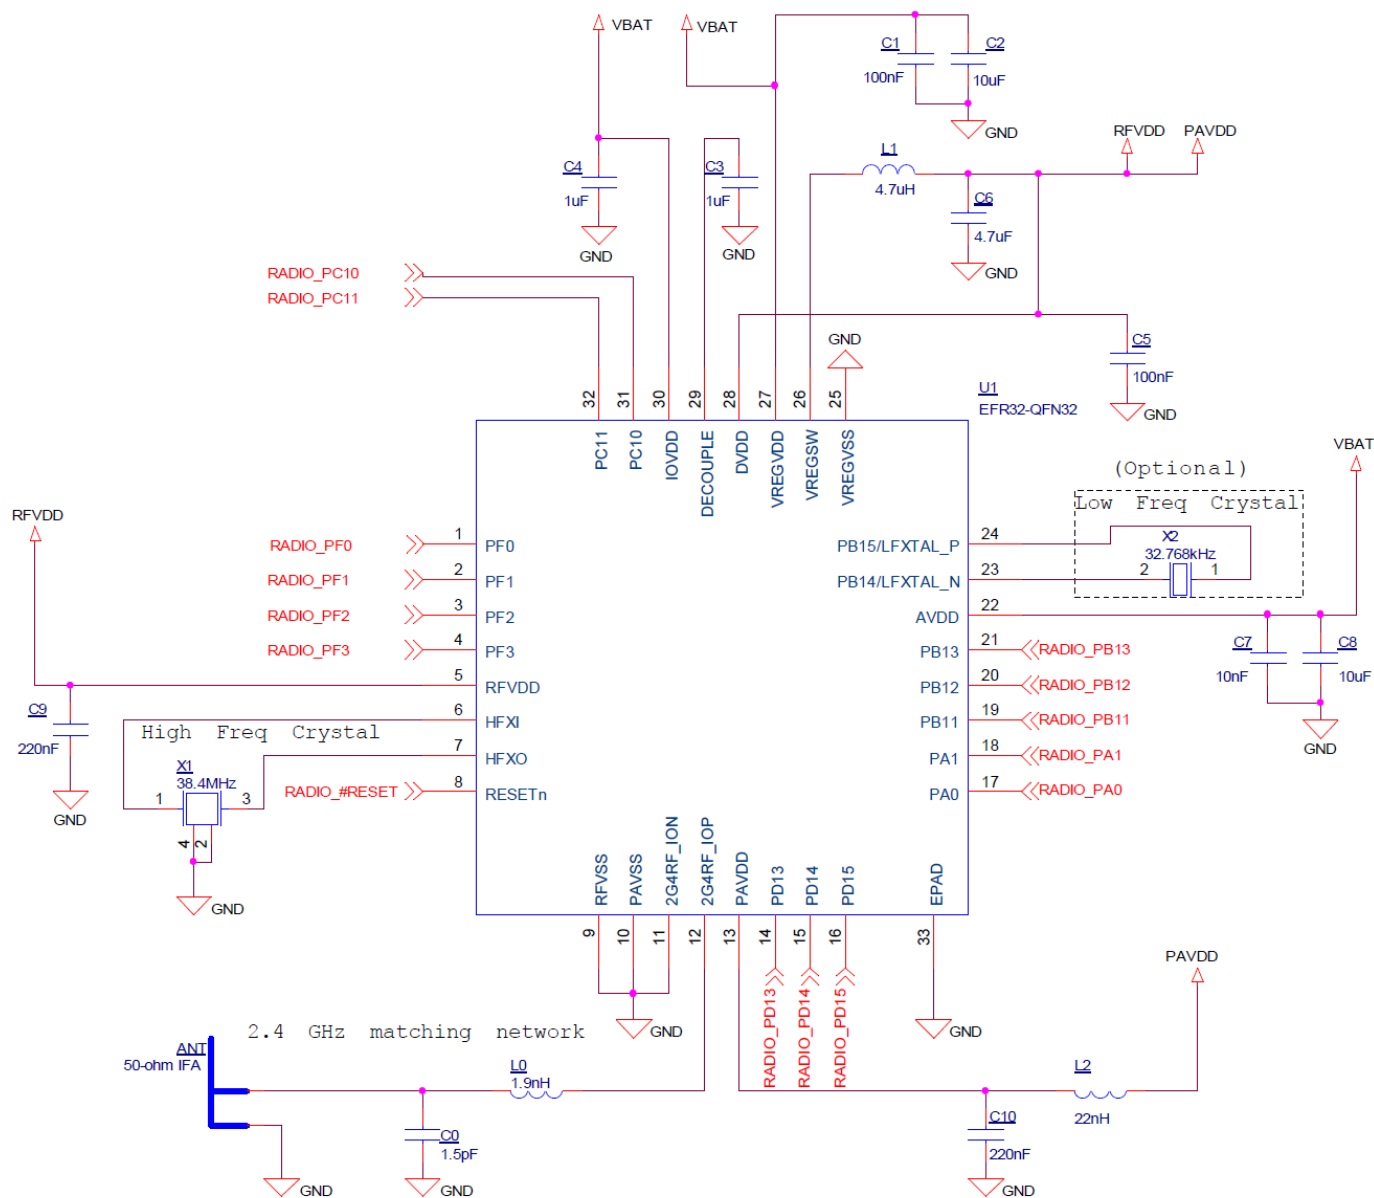 VBAT
VBAT
C1
100nF
C2
10uF
GND
RFVDD
PAVDD
L1
4.7uH
C4
1uF
GND
C3
1uF
GND
C6
4.7uF
GND
RADIO_PC10
RADIO_PC11
GND
C5
100nF
GND
32
31
30
29
28
27
26
25
U1
EFR32-QFN32
PC11
PC10
IOVDD
DECOUPLE
DVDD
VREGVDD
VREGSW
VREGVSS
VBAT
(Optional)
Low Freq Crystal
X2
32.768kHz
2
1
RFVDD
RADIO_PF0
1
PF0
RADIO_PF1
2
PF1
RADIO_PF2
3
PF2
RADIO_PF3
4
PF3
5
RFVDD
6
HFXI
7
HFXO
RADIO_#RESET
8
RESETn
PB15/LFXTAL_P
24
PB14/LFXTAL_N
23
AVDD
22
PB13
21
RADIO_PB13
PB12
20
RADIO_PB12
PB11
19
RADIO_PB11
PA1
18
RADIO_PA1
PA0
17
RADIO_PA0
C7
10nF
C8
10uF
GND
C9
220nF
GND
High Freq Crystal
X1
38.4MHz
1
3
4
2
GND
RFVSS
PAVSS
2G4RF_ION
2G4RF_IOP
PAVDD
PD13
PD14
PD15
EPAD
9
10
11
12
13
14
15
16
33
RADIO_PD13
RADIO_PD14
RADIO_PD15
GND
GND
PAVDD
2.4 GHz matching network
ANT
50-ohm IFA
L0
1.9nH
C0
1.5pF
GND
GND
L2
22nH
C10
220nF
GND